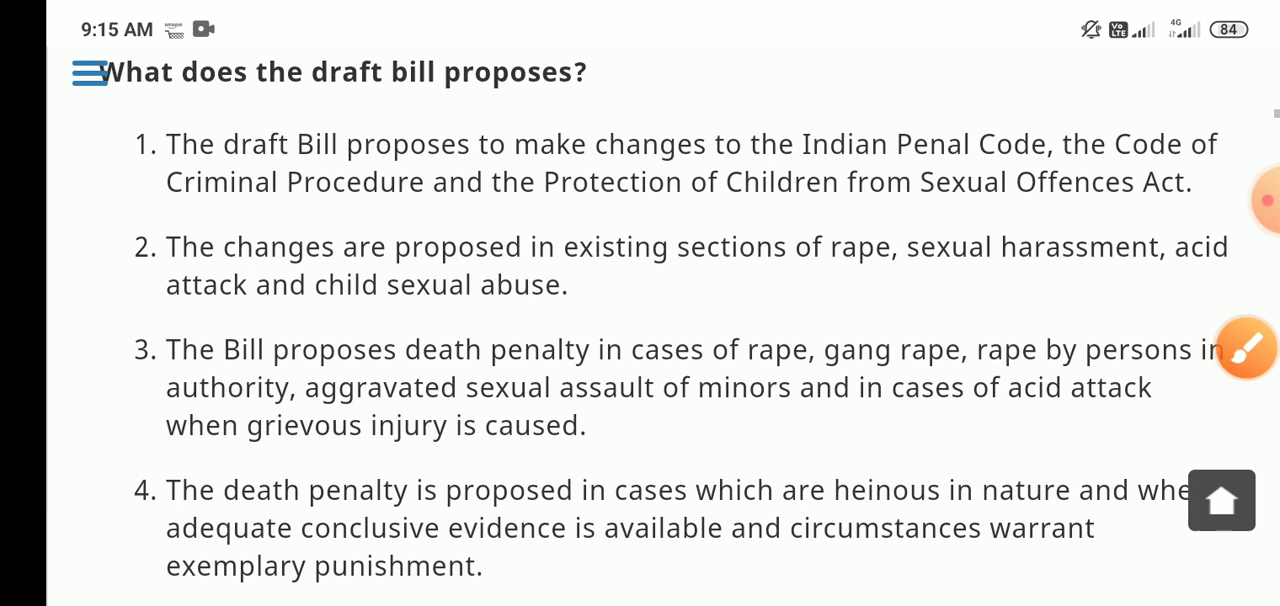 9:15 AM
amazon
Vo LTE
4G
84
What does the draft bill proposes?
1. The draft Bill proposes to make changes to the Indian Penal Code, the Code of
Criminal Procedure and the Protection of Children from Sexual Offences Act.
2. The changes are proposed in existing sections of rape, sexual harassment, acid
attack and child sexual abuse.
3. The Bill proposes death penalty in cases of rape, gang rape, rape by persons in
authority, aggravated sexual assault of minors and in cases of acid attack
when grievous injury is caused.
4. The death penalty is proposed in cases which are heinous in nature and whe
adequate conclusive evidence is available and circumstances warrant
exemplary punishment.